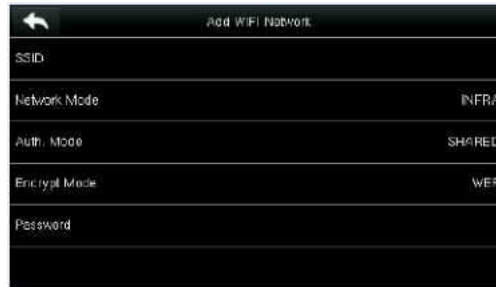 Add WIFI Network
SSID
Network Mode INFRA
Auth. Mode SHARED
Encrypt Mode WEP
Password